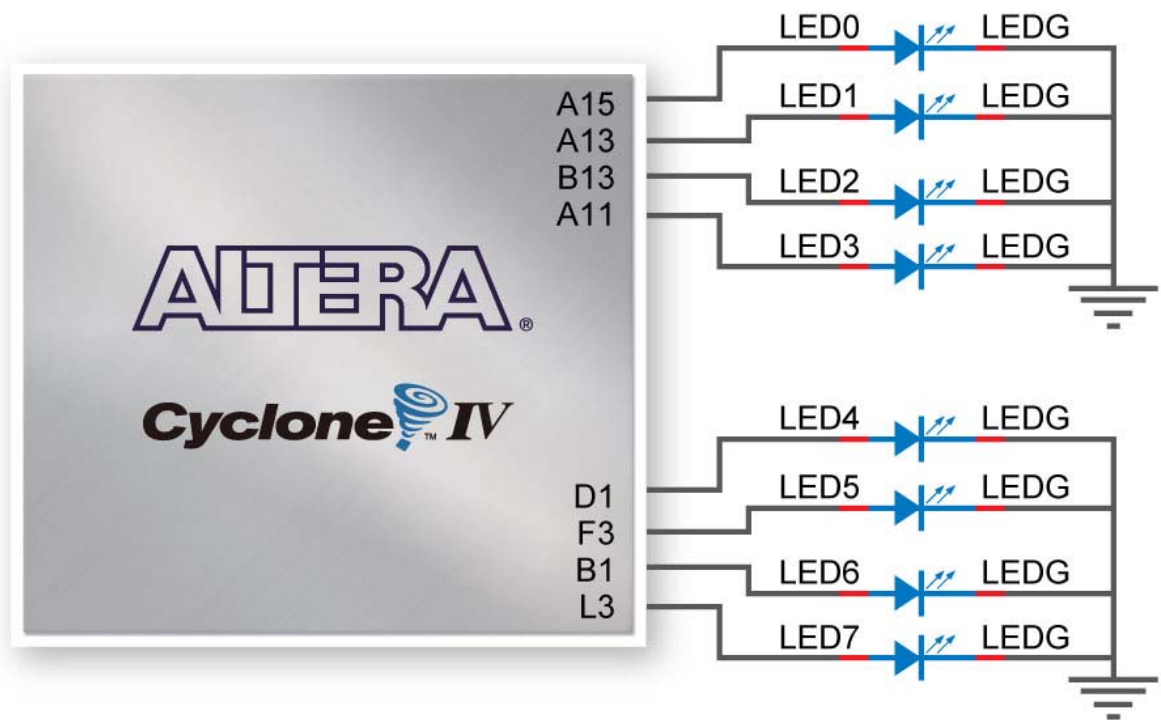 LED0 LEDG
A15
LED1 LEDG
A13
B13
LED2 LEDG
A11
LED3 LEDG
ALTERA®
Cyclone™ IV
LED4 LEDG
D1
LED5 LEDG
F3
B1
LED6 LEDG
L3
LED7 LEDG